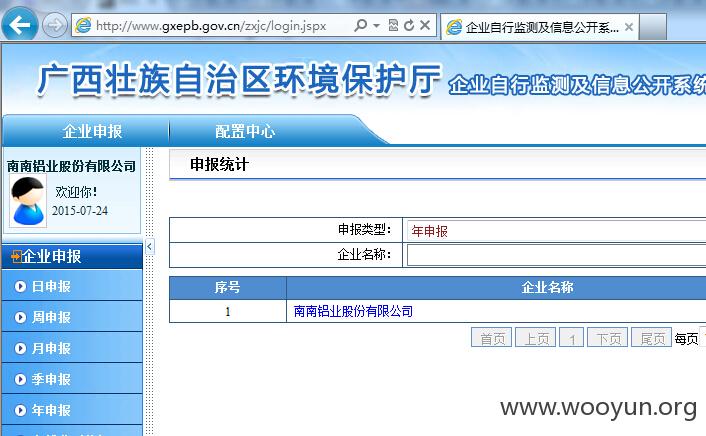 http://www.gxepb.gov.cn/zxjc/login.jspx
企业自行监测及信息公开系...
广西壮族自治区环境保护厅 企业自行监测及信息公开系统
企业申报 配置中心
南南铝业股份有限公司
欢迎你!
2015-07-24
申报统计
申报类型: 年申报
企业名称:
企业申报
日申报
周申报
月申报
季申报
年申报
序号 企业名称
1 南南铝业股份有限公司
首页 上页 1 下页 尾页 每页
www.wooyun.org